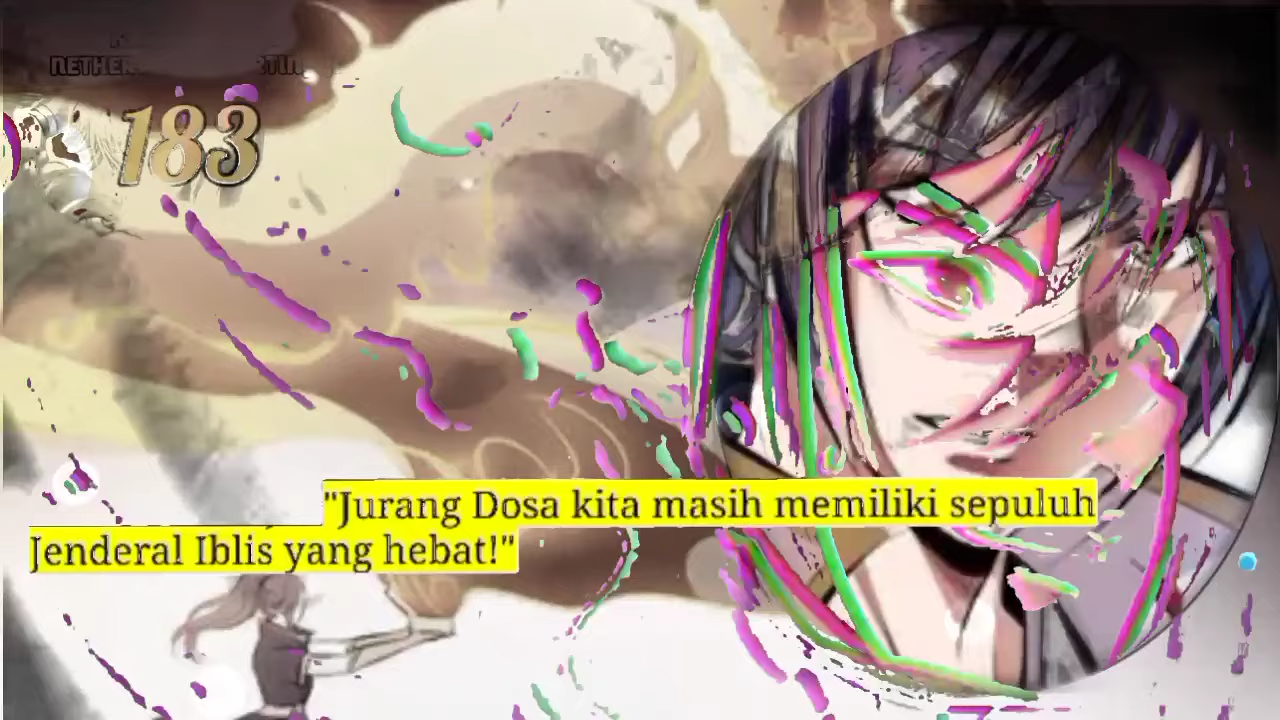 183
"Jurang Dosa kita masih memiliki sepuluh
Jenderal Iblis yang hebat!"